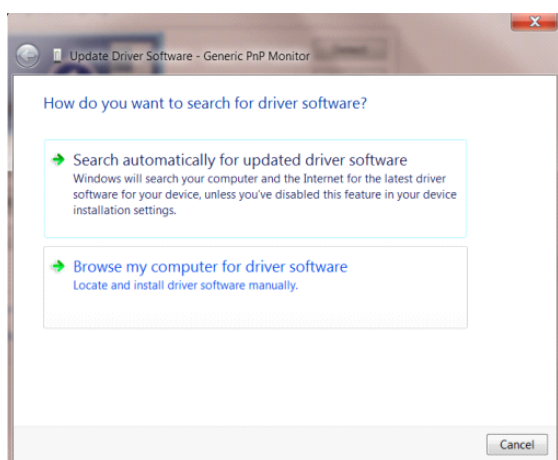 Update Driver Software - Generic PnP Monitor
How do you want to search for driver software?
Search automatically for updated driver software
Windows will search your computer and the Internet for the latest driver
software for your device, unless you've disabled this feature in your device
installation settings.
Browse my computer for driver software
Locate and install driver software manually.
Cancel